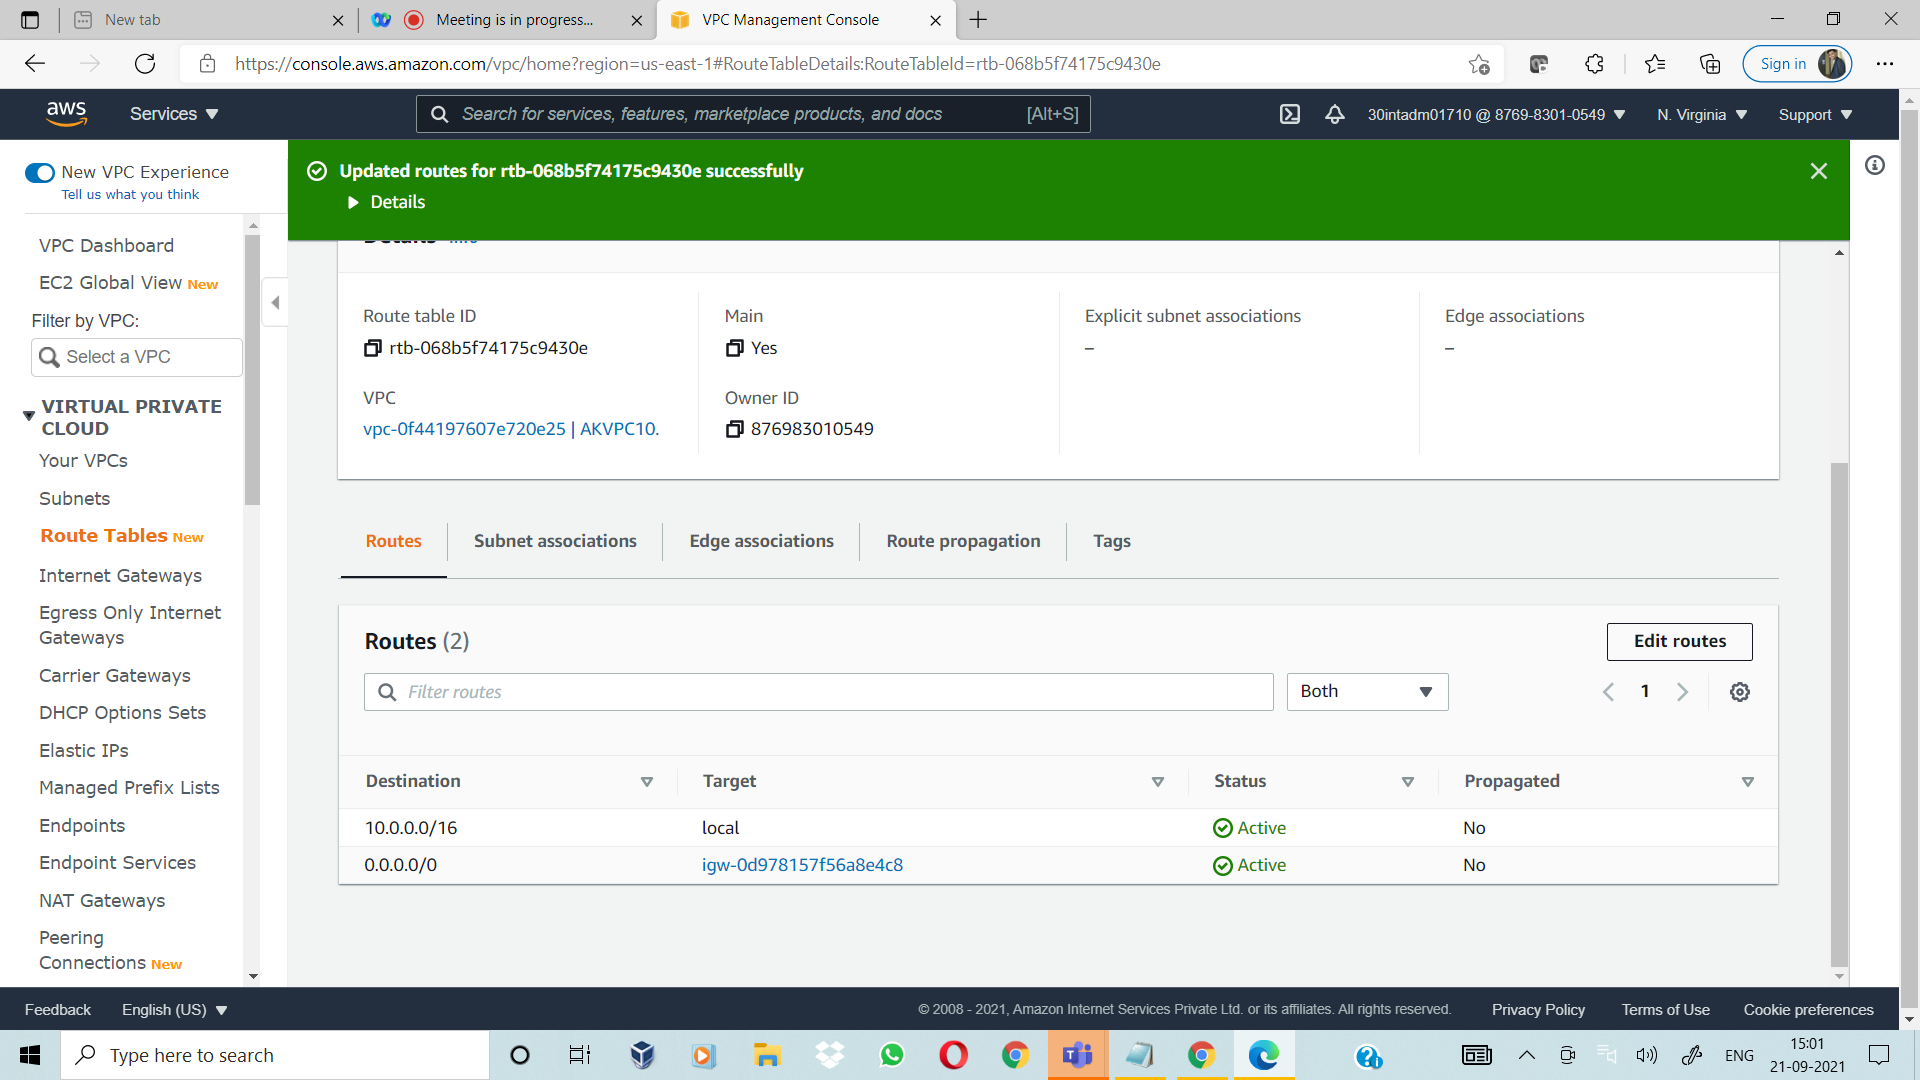 New tab
Meeting is in progress...
VPC Management Console
https://console.aws.amazon.com/vpc/home?region=us-east-1#RouteTableDetails:RouteTableId=rtb-068b5f74175c9430e
Sign in
aws
Services
Search for services, features, marketplace products, and docs [Alt+S]
30intadm01710 @ 8769-8301-0549
N. Virginia
Support
New VPC Experience
Tell us what you think
VPC Dashboard
EC2 Global View New
Filter by VPC:
Select a VPC
VIRTUAL PRIVATE
CLOUD
Your VPCs
Subnets
Route Tables New
Internet Gateways
Egress Only Internet
Gateways
Carrier Gateways
DHCP Options Sets
Elastic IPs
Managed Prefix Lists
Endpoints
Endpoint Services
NAT Gateways
Peering
Connections New
Updated routes for rtb-068b5f74175c9430e successfully
Details
Details Info
Route table ID
rtb-068b5f74175c9430e
Main
Yes
Explicit subnet associations
–
Edge associations
–
VPC
vpc-0f44197607e720e25 | AKVPC10.
Owner ID
876983010549
Routes
Subnet associations
Edge associations
Route propagation
Tags
Routes (2)
Edit routes
Filter routes
Both
1
Destination Target Status Propagated
10.0.0.0/16 local Active No
0.0.0.0/0 igw-0d978157f56a8e4c8 Active No
Feedback
English (US)
© 2008 - 2021, Amazon Internet Services Private Ltd. or its affiliates. All rights reserved.
Privacy Policy
Terms of Use
Cookie preferences
Type here to search
ENG
15:01
21-09-2021